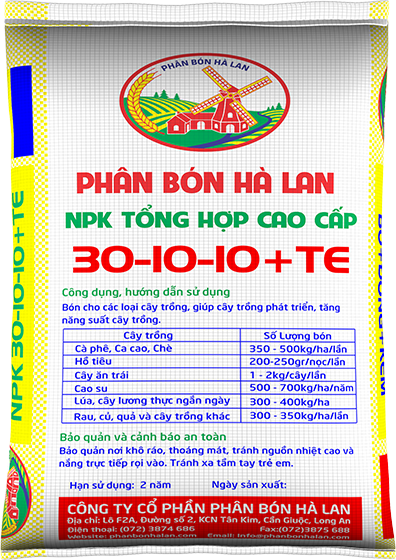 PHÂN BÓN HÀ LAN
PHÂN BÓN HÀ LAN
NPK TỔNG HỢP CAO CẤP
30-10-10+TE
Công dụng, hướng dẫn sử dụng
Bón cho các loại cây trồng, giúp cây trồng phát triển, tăng
năng suất cây trồng.
Cây trồng Số Lượng bón
Cà phê, Ca cao, Chè 350 - 500kg/ha/lần
Hồ tiêu 200-250gr/nọc/lần
Cây ăn trái 1 - 2kg/cây/lần
Cao su 500 - 700kg/ha/năm
Lúa, cây lương thực ngắn ngày 300 - 400kg/ha
Rau, củ, quả và cây trồng khác 300 - 350kg/ha/lần
Bảo quản và cảnh báo an toàn
Bảo quản nơi khô ráo, thoáng mát, tránh nguồn nhiệt cao và
nắng trực tiếp rọi vào. Tránh xa tầm tay trẻ em.
Hạn sử dụng: 2 năm Ngày sản xuất:
CÔNG TY CỔ PHẦN PHÂN BÓN HÀ LAN
Địa chỉ: Lô F2A, Đường số 2, KCN Tân Kim, Cần Giuộc, Long An
Điện thoại: (072) 3874 686 Fax:(072)3875 688
Website: phanbonhalan.com Email: info@phanbonhalan.com
NPK 30-10-10+TE